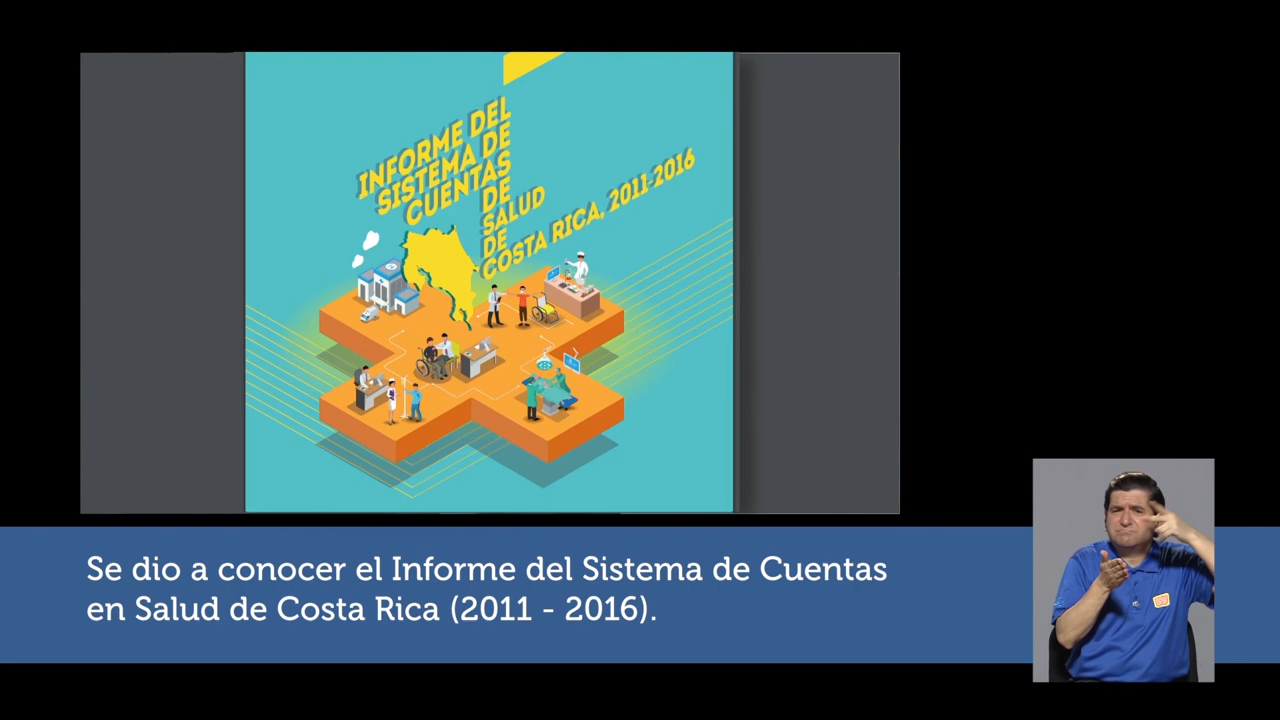 INFORME DEL
SISTEMA DE
CUENTAS
DE
SALUD
DE
COSTA RICA, 2011-2016
Se dio a conocer el Informe del Sistema de Cuentas
en Salud de Costa Rica (2011 - 2016).